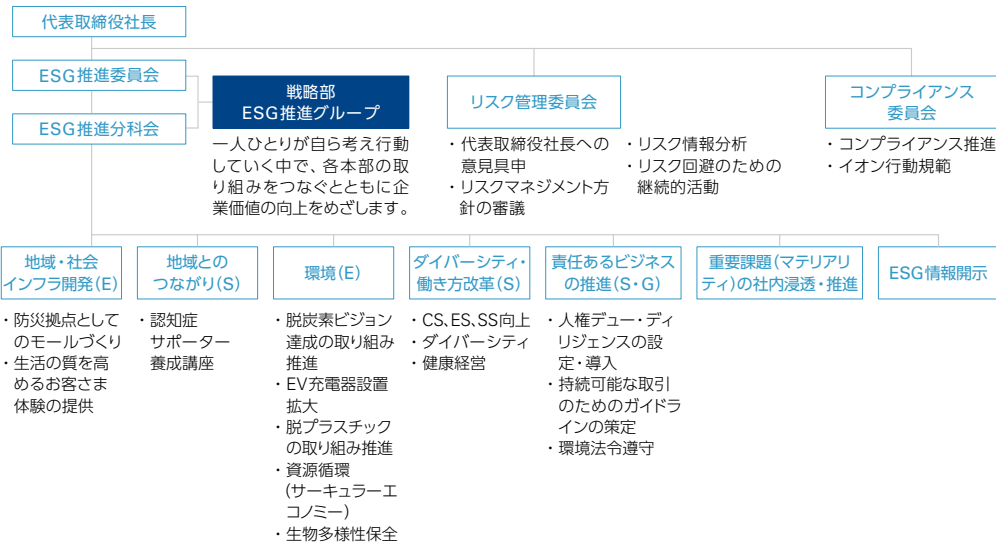 代表取締役社長
ESG推進委員会
ESG推進分科会
戦略部
ESG推進グループ
一人ひとりが自ら考え行動
していく中で、各本部の取
り組みをつなぐとともに企
業価値の向上をめざします。
リスク管理委員会
・代表取締役社長への
意見具申
・リスクマネジメント方
針の審議
・リスク情報分析
・リスク回避のための
継続的活動
コンプライアンス
委員会
・コンプライアンス推進
・イオン行動規範
地域・社会
インフラ開発(E)
・防災拠点として
のモールづくり
・生活の質を高
めるお客さま
体験の提供
地域との
つながり(S)
・認知症
サポーター
養成講座
環境(E)
・脱炭素ビジョン
達成の取り組み
推進
・EV充電器設置
拡大
・脱プラスチック
の取り組み推進
・資源循環
(サーキュラーエ
コノミー)
・生物多様性保全
ダイバーシティ・
働き方改革(S)
・CS、ES、SS向上
・ダイバーシティ
・健康経営
責任あるビジネス
の推進(S・G)
・人権デュー・ディ
リジェンスの設
定・導入
・持続可能な取引
のためのガイドラ
インの策定
・環境法令遵守
重要課題(マテリアリ
ティ)の社内浸透・推進
ESG情報開示